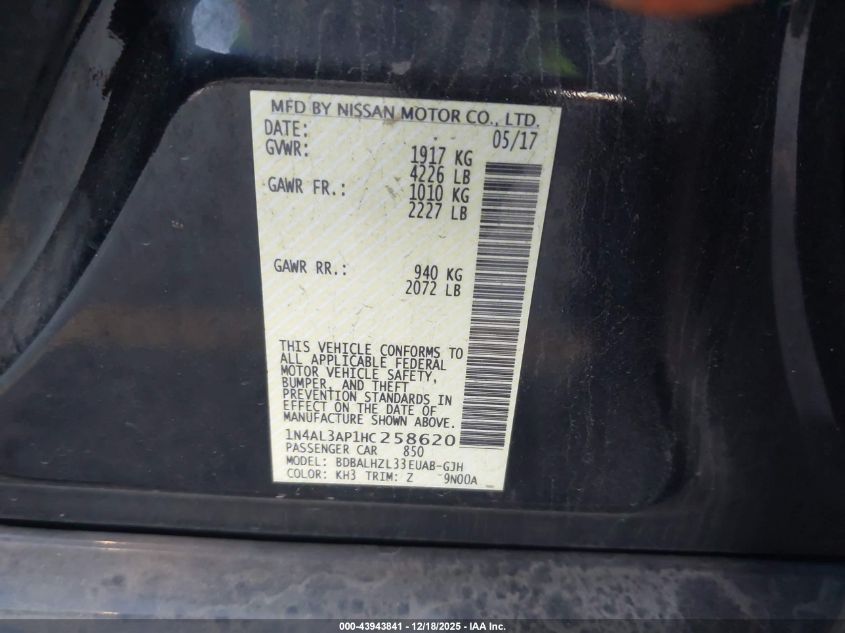 MFD BY NISSAN MOTOR CO., LTD.
DATE: 05/17
GVWR: 1917 KG
4226 LB
GAWR FR.: 1010 KG
2227 LB
GAWR RR.: 940 KG
2072 LB
THIS VEHICLE CONFORMS TO
ALL APPLICABLE FEDERAL
MOTOR VEHICLE SAFETY,
BUMPER, AND THEFT
PREVENTION STANDARDS IN
EFFECT ON THE DATE OF
MANUFACTURE SHOWN ABOVE.
1N4AL3AP1HC258620
PASSENGER CAR 850
MODEL: BDBALHZL33EUAB-GJH
COLOR: KH3 TRIM: Z 9N00A
000-43943841 - 12/18/2025 - IAA Inc.